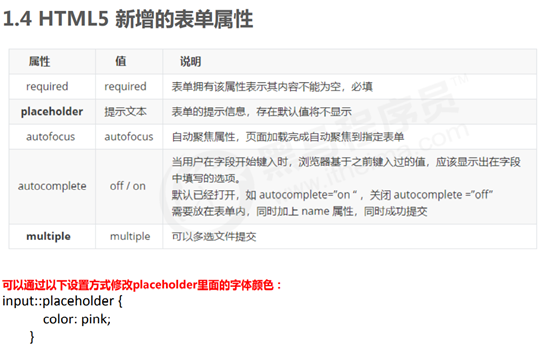 1.4 HTML5 新增的表单属性
属性 值 说明
required required 表单拥有该属性表示其内容不能为空，必填
placeholder 提示文本 表单的提示信息，存在默认值将不显示
autofocus autofocus 自动聚焦属性，页面加载完成自动聚焦到指定表单
autocomplete off / on 当用户在字段开始键入时，浏览器基于之前键入过的值，应该显示出在字段
中填写的选项。
默认已经打开，如 autocomplete="on "，关闭 autocomplete ="off"
需要放在表单内，同时加上 name 属性，同时成功提交
multiple multiple 可以多选文件提交
可以通过以下设置方式修改placeholder里面的字体颜色：
input::placeholder {
color: pink;
}